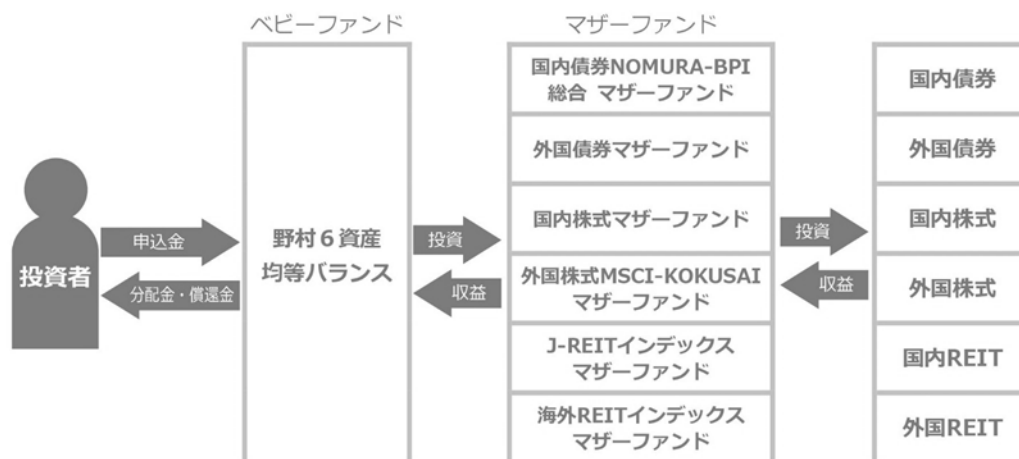 ベビーファンド
マザーファンド
投資者
申込金
分配金・償還金
野村6資産
均等バランス
投資
収益
国内債券NOMURA-BPI
総合 マザーファンド
外国債券マザーファンド
国内株式マザーファンド
外国株式MSCI-KOKUSAI
マザーファンド
J-REITインデックス
マザーファンド
海外REITインデックス
マザーファンド
投資
収益
国内債券
外国債券
国内株式
外国株式
国内REIT
外国REIT